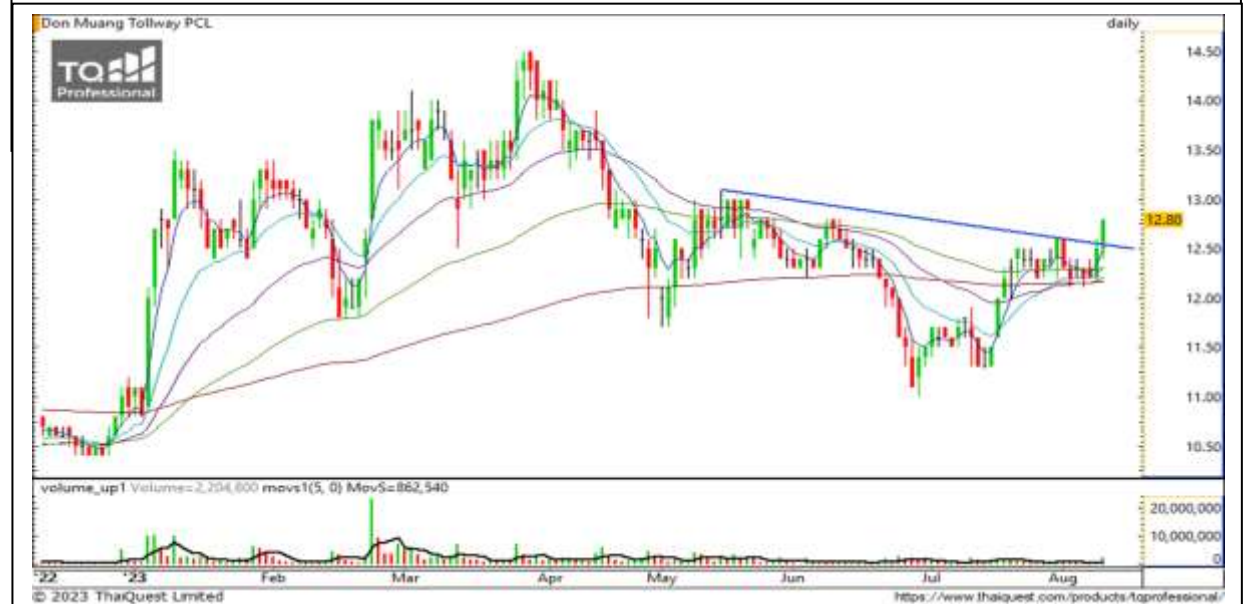 Don Muang Tollway PCL daily
TQ
Professional
14.50
14.00
13.50
13.00
12.80
12.50
12.00
11.50
11.00
10.50
volume_up1 Volume=2,204,800 movs1(5, 0) MovS=862,540
20,000,000
10,000,000
0
'22 '23 Feb Mar Apr May Jun Jul Aug
© 2023 ThaiQuest Limited https://www.thaiquest.com/products/tqprofessional/